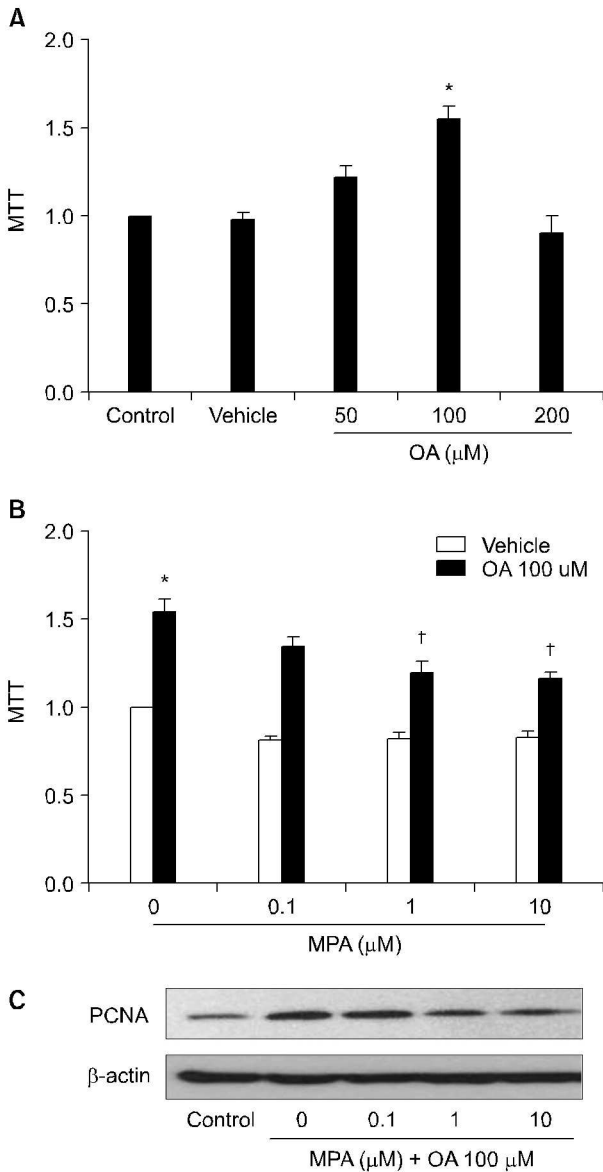 A
2.0
*
1.5
MTT
1.0
1.5
0.0
Control Vehicle 50 100 200
OA (μM)
B
2.0
Vehicle
OA 100 uM
*
1.5
† †
MTT
1.0
0.5
0.0
0 0.1 1 10
MPA (μM)
C
PCNA
β-actin
Control 0 0.1 1 10
MPA (μM) + OA 100 μM